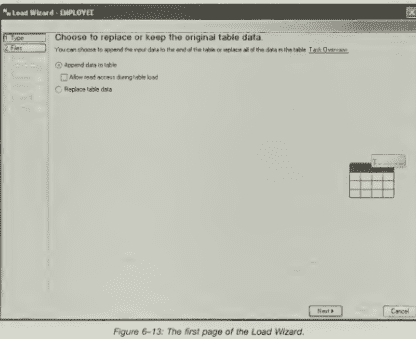 Load Wizard - EMPLOYEE
1. Type
2. Files
Choose to replace or keep the original table data.
You can choose to append the input data to the end of the table or replace all of the data in the table. Task Overview
Append data to table
Allow read access during table load
Replace table data
Next
Cancel
Figure 6-13: The first page of the Load Wizard.